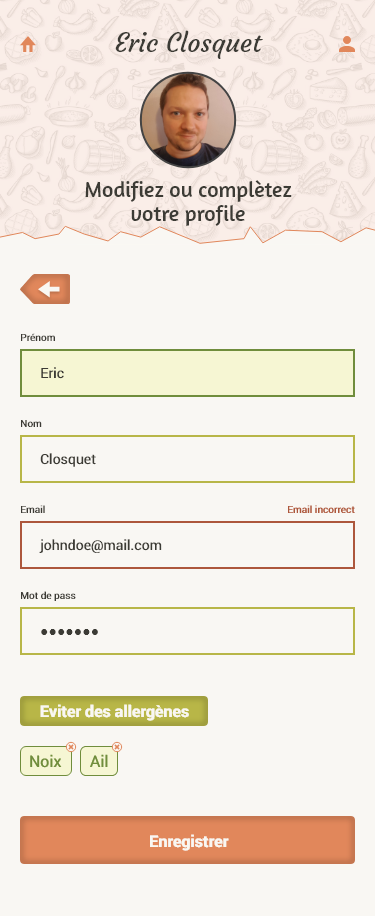 Eric Closquet
Modifiez ou complètez
votre profile
Prénom
Eric
Nom
Closquet
Email Email incorrect
johndoe@mail.com
Mot de pass
•••••••
Eviter des allergènes
Noix Ail
Enregistrer